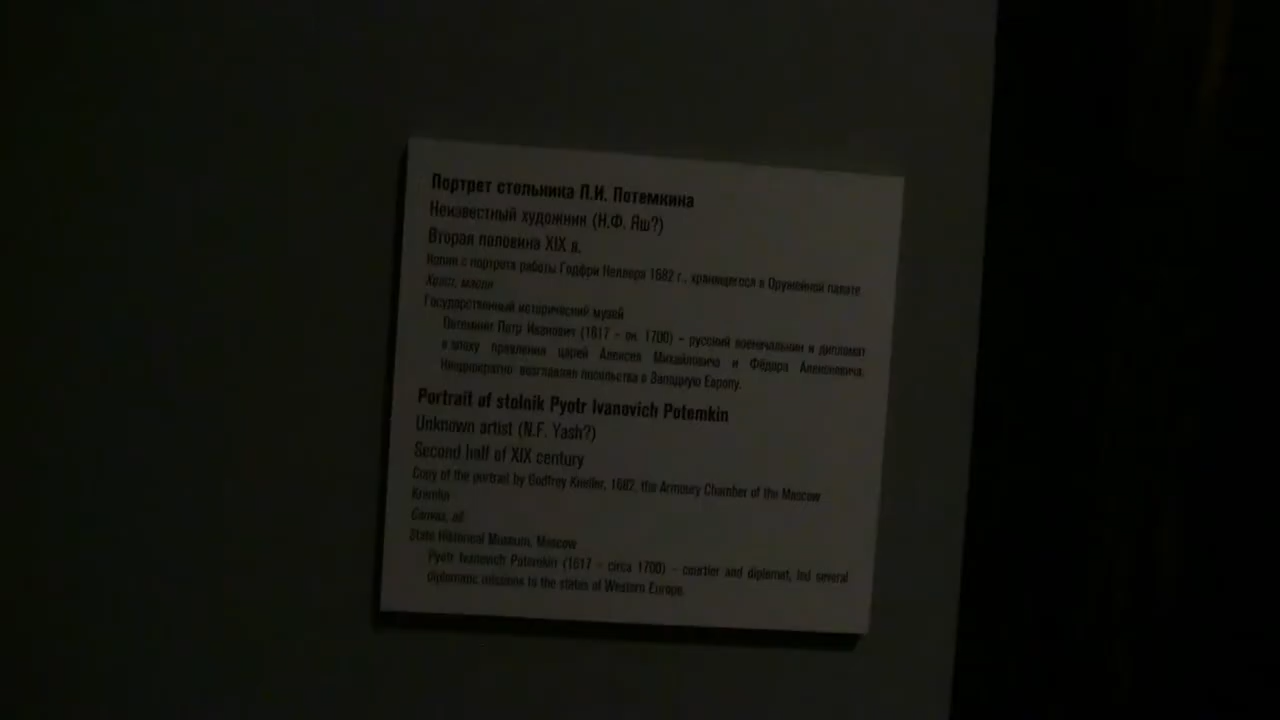 Портрет стольника П.И. Потемкина
Неизвестный художник (Н.Ф. Яш?)
Вторая половина XIX в.
Копия с портрета работы Годфри Неллера 1682 г., хранящегося в Оружейной палате
Холст, масло
Государственный исторический музей
Потемкин Петр Иванович (1617 - ок. 1700) – русский военачальник и дипломат
в эпоху правления царей Алексея Михайловича и Фёдора Алексеевича.
Неоднократно возглавлял посольства в Западную Европу.
Portrait of stolnik Pyotr Ivanovich Potemkin
Unknown artist (N.F. Yash?)
Second half of XIX century
Copy of the portrait by Godfrey Kneller, 1682, the Armoury Chamber of the Moscow
Kremlin
Canvas, oil
State Historical Museum, Moscow
Pyotr Ivanovich Potemkin (1617 - circa 1700) – courtier and diplomat, led several
diplomatic missions to the states of Western Europe.